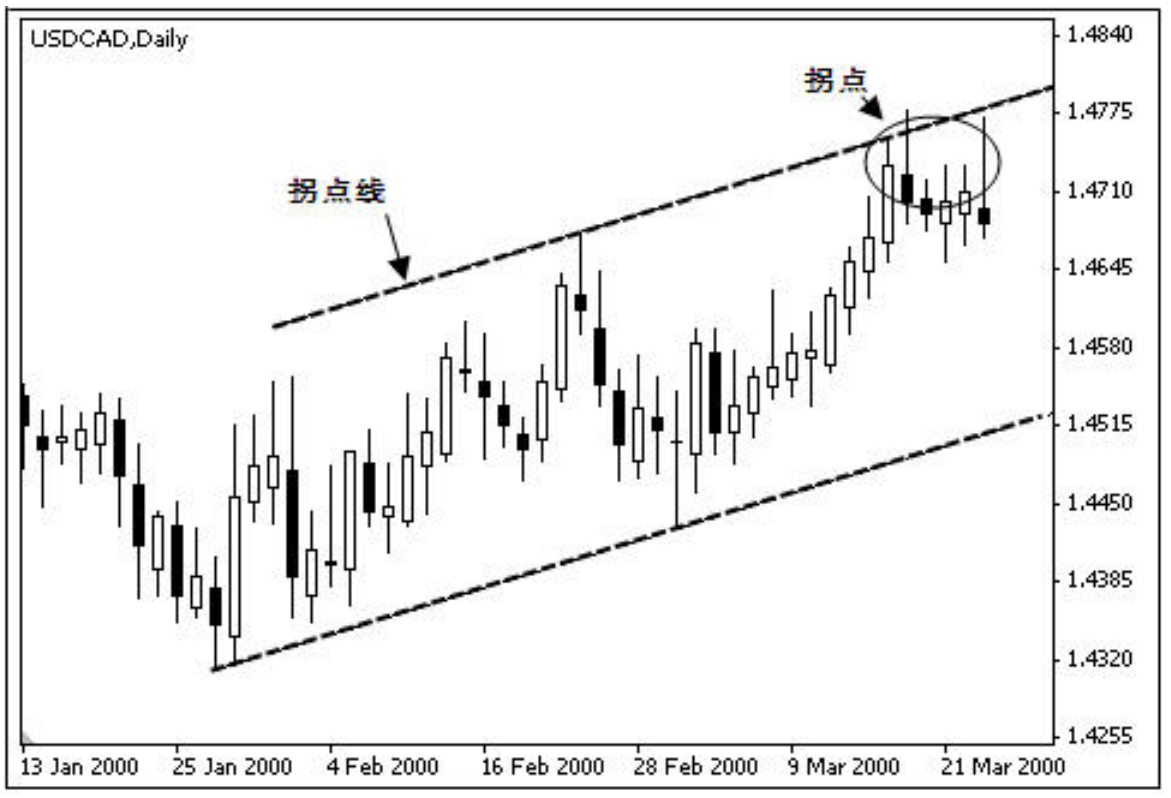 USDCAD,Daily
拐点
拐点线
1.4840
1.4775
1.4710
1.4645
1.4580
1.4515
1.4450
1.4385
1.4320
1.4255
13 Jan 2000
25 Jan 2000
4 Feb 2000
16 Feb 2000
28 Feb 2000
9 Mar 2000
21 Mar 2000